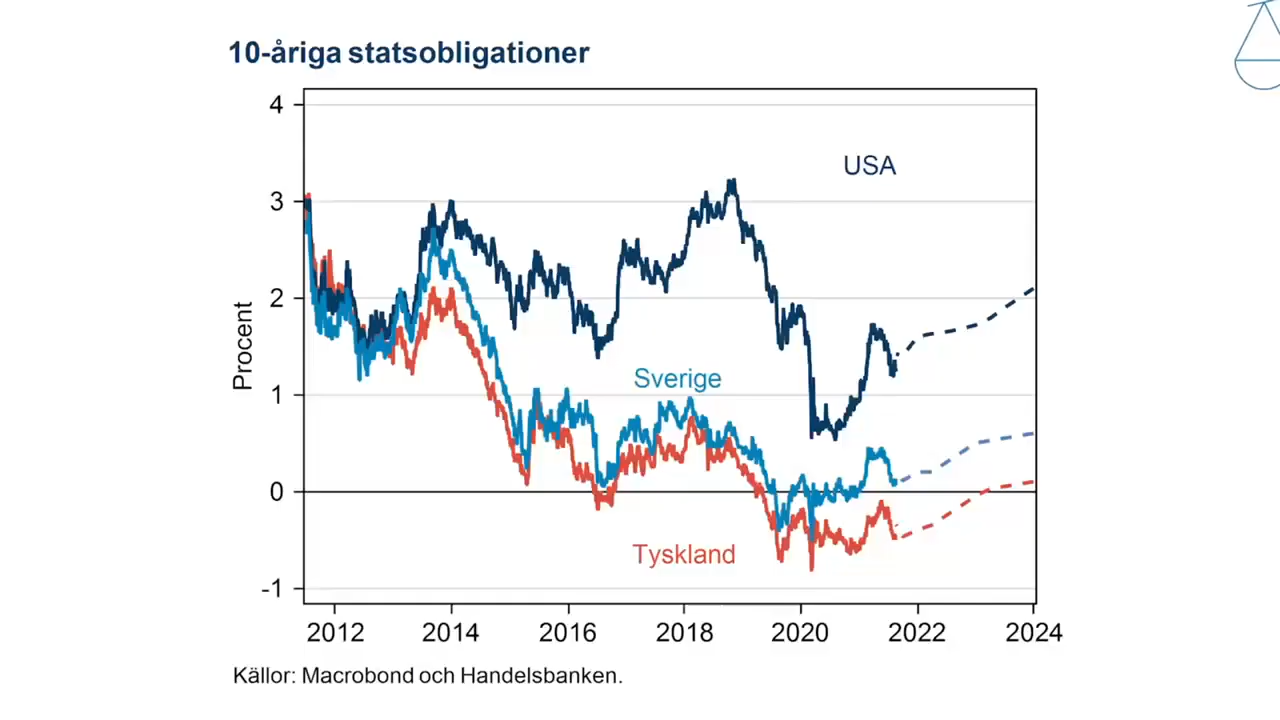 10-åriga statsobligationer
4
USA
3
2
Procent
Sverige
1
0
Tyskland
-1
2012 2014 2016 2018 2020 2022 2024
Källor: Macrobond och Handelsbanken.